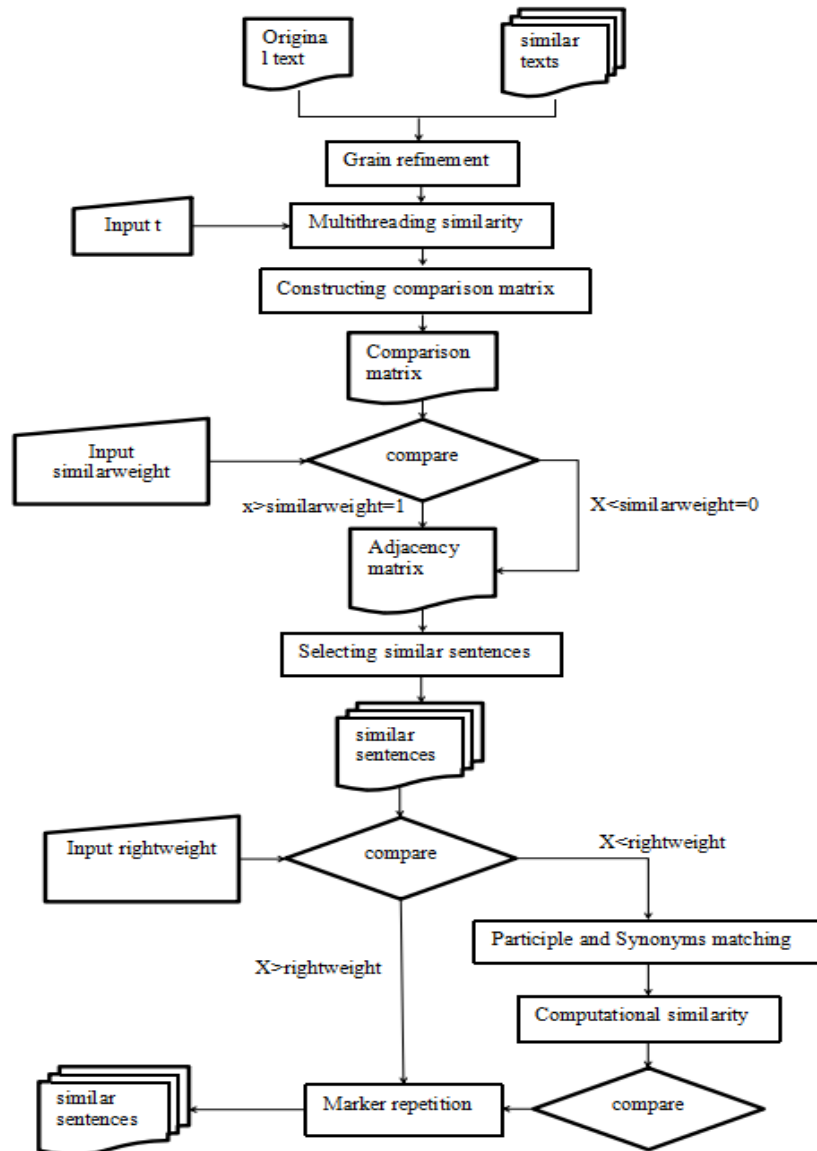 Origina
l text
similar
texts
Grain refinement
Input t
Multithreading similarity
Constructing comparison matrix
Comparison
matrix
Input
similarweight
compare
x>similarweight=1
X<similarweight=0
Adjacency
matrix
Selecting similar sentences
similar
sentences
Input rightweight
compare
X<rightweight
Participle and Synonyms matching
X>rightweight
Computational similarity
similar
sentences
Marker repetition
compare